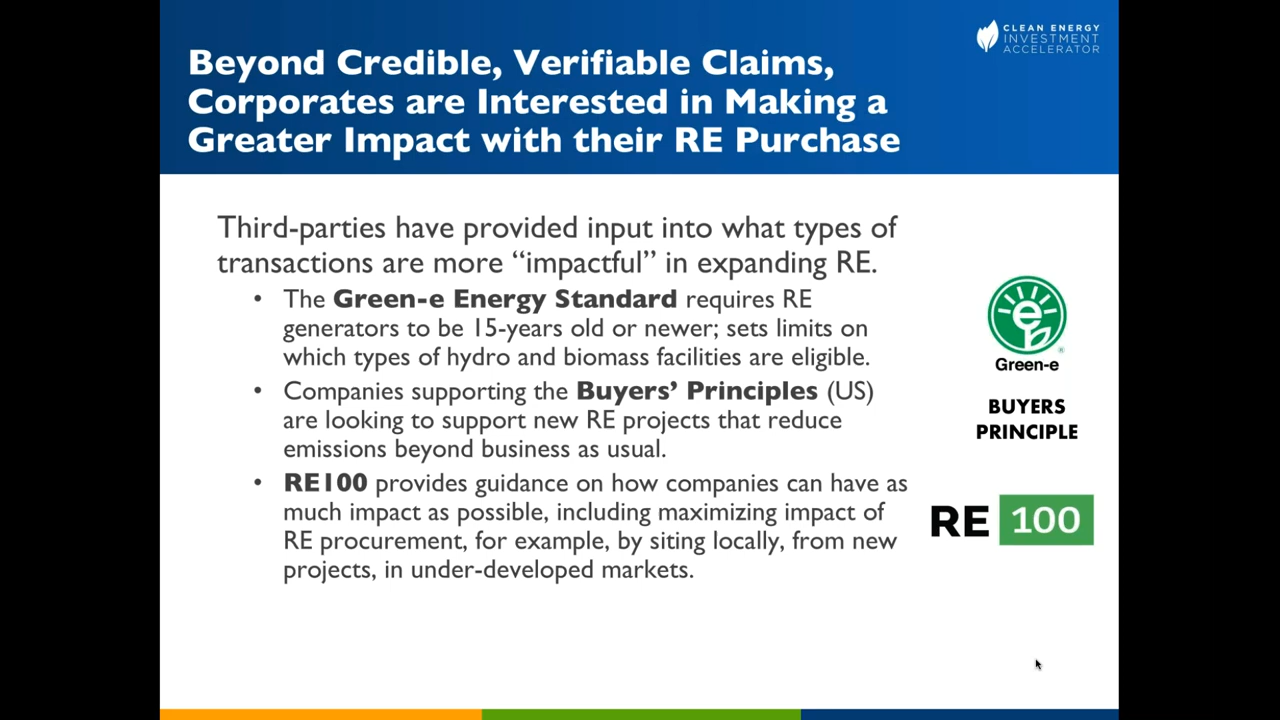 CLEAN ENERGY
INVESTMENT
ACCELERATOR
Beyond Credible, Verifiable Claims,
Corporates are Interested in Making a
Greater Impact with their RE Purchase
Third-parties have provided input into what types of
transactions are more “impactful” in expanding RE.
• The Green-e Energy Standard requires RE
generators to be 15-years old or newer; sets limits on
which types of hydro and biomass facilities are eligible.
• Companies supporting the Buyers’ Principles (US)
are looking to support new RE projects that reduce
emissions beyond business as usual.
• RE100 provides guidance on how companies can have as
much impact as possible, including maximizing impact of
RE procurement, for example, by siting locally, from new
projects, in under-developed markets.
e
®
Green-e
BUYERS
PRINCIPLE
RE 100